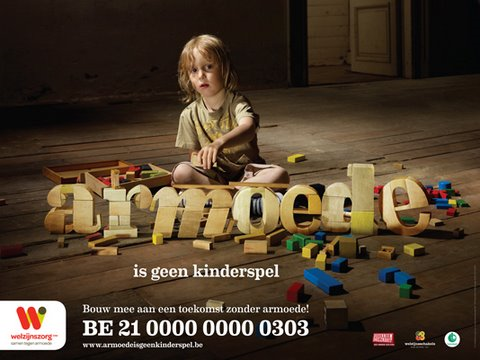 armoede
is geen kinderspel
Bouw mee aan een toekomst zonder armoede!
BE 21 0000 0000 0303
www.armoedeisgeenkinderspel.be
welzijnszorg
samen tegen armoede
welzijnsschakels